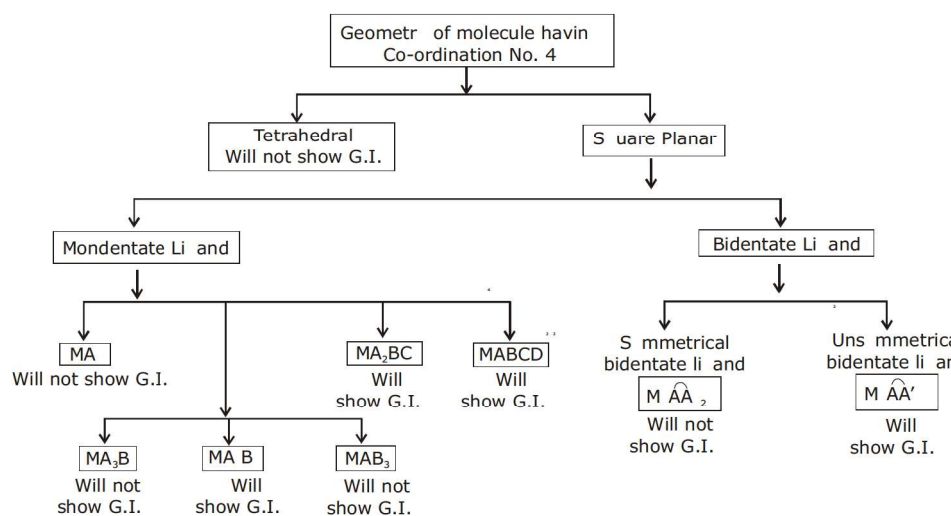 Geometr of molecule havin
Co-ordination No. 4
Tetrahedral
Will not show G.I.
S uare Planar
Mondentate Li and
Bidentate Li and
MA
Will not show G.I.
MA₂BC
Will
show G.I.
MABCD
Will
show G.I.
S mmetrical
bidentate li and
M AA ₂
Will not
show G.I.
Uns mmetrica
bidentate li an
M AA′
Will
show G.I.
MA₃B
Will not
show G.I.
MA B
Will
show G.I.
MAB₃
Will not
show G.I.